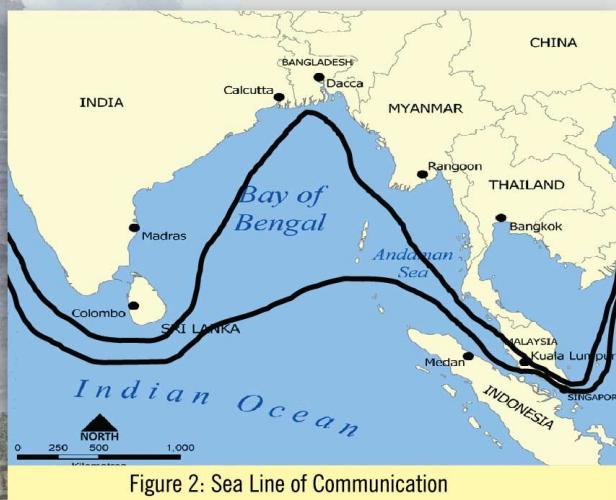 CHINA
BANGLADESH
Dacca
Calcutta
INDIA
MYANMAR
Rangoon
THAILAND
Bay of
Bengal
Bangkok
Madras
Andaman
Sea
Colombo
SRI LANKA
MALAYSIA
Kuala Lumpur
Medan
SINGAPOR
INDONESIA
Indian Ocean
NORTH
0 250 500 1,000
Kilometres
Figure 2: Sea Line of Communication